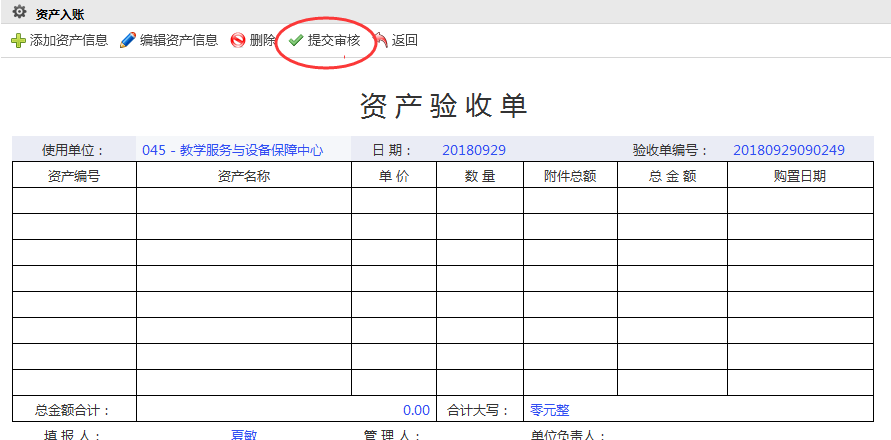 资产入账
添加资产信息 编辑资产信息 删除 提交审核 返回
资产验收单
使用单位： 045 - 教学服务与设备保障中心 日 期： 20180929 验收单编号： 20180929090249
资产编号 资产名称 单 价 数 量 附件总额 总 金 额 购置日期
总金额合计： 0.00 合计大写： 零元整
填 报 人： 夏敏 管 理 人： 单位负责人：